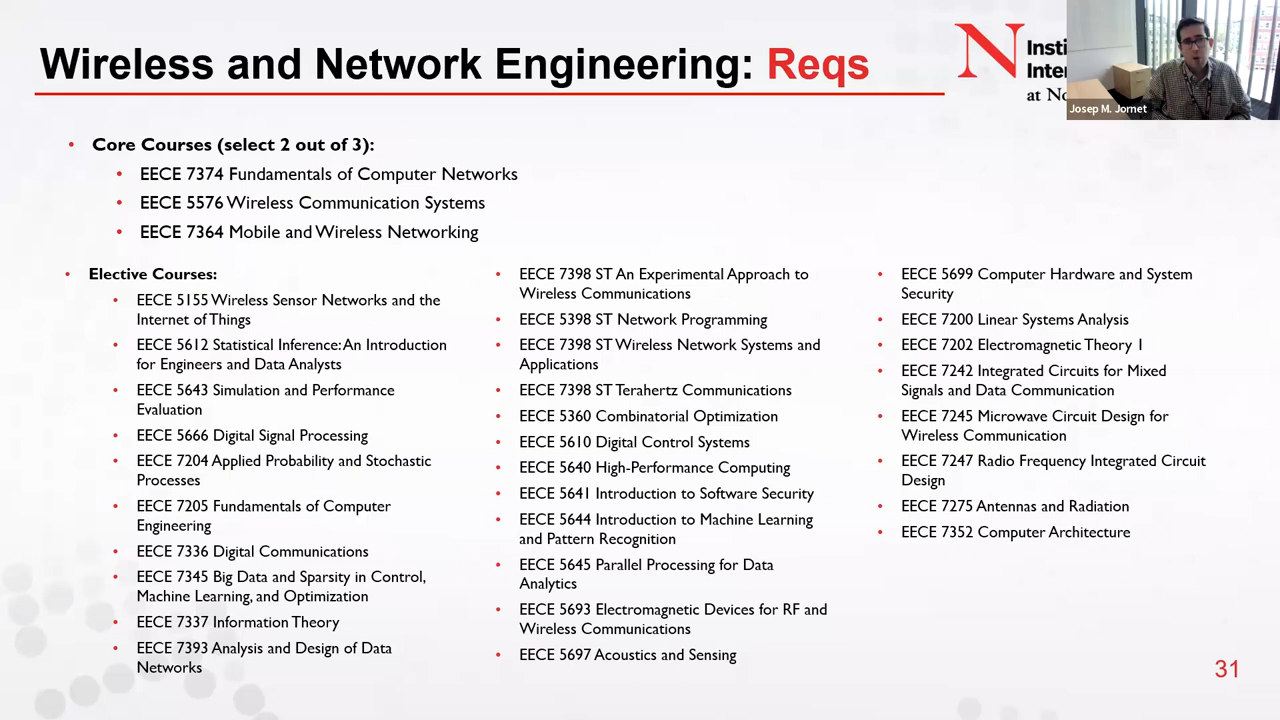 Wireless and Network Engineering: Reqs
N
Insti
Inte
at No
Josep M. Jornet
• Core Courses (select 2 out of 3):
• EECE 7374 Fundamentals of Computer Networks
• EECE 5576 Wireless Communication Systems
• EECE 7364 Mobile and Wireless Networking
• Elective Courses:
• EECE 5155 Wireless Sensor Networks and the
Internet of Things
• EECE 5612 Statistical Inference: An Introduction
for Engineers and Data Analysts
• EECE 5643 Simulation and Performance
Evaluation
• EECE 5666 Digital Signal Processing
• EECE 7204 Applied Probability and Stochastic
Processes
• EECE 7205 Fundamentals of Computer
Engineering
• EECE 7336 Digital Communications
• EECE 7345 Big Data and Sparsity in Control,
Machine Learning, and Optimization
• EECE 7337 Information Theory
• EECE 7393 Analysis and Design of Data
Networks
• EECE 7398 ST An Experimental Approach to
Wireless Communications
• EECE 5398 ST Network Programming
• EECE 7398 ST Wireless Network Systems and
Applications
• EECE 7398 ST Terahertz Communications
• EECE 5360 Combinatorial Optimization
• EECE 5610 Digital Control Systems
• EECE 5640 High-Performance Computing
• EECE 5641 Introduction to Software Security
• EECE 5644 Introduction to Machine Learning
and Pattern Recognition
• EECE 5645 Parallel Processing for Data
Analytics
• EECE 5693 Electromagnetic Devices for RF and
Wireless Communications
• EECE 5697 Acoustics and Sensing
• EECE 5699 Computer Hardware and System
Security
• EECE 7200 Linear Systems Analysis
• EECE 7202 Electromagnetic Theory 1
• EECE 7242 Integrated Circuits for Mixed
Signals and Data Communication
• EECE 7245 Microwave Circuit Design for
Wireless Communication
• EECE 7247 Radio Frequency Integrated Circuit
Design
• EECE 7275 Antennas and Radiation
• EECE 7352 Computer Architecture
31